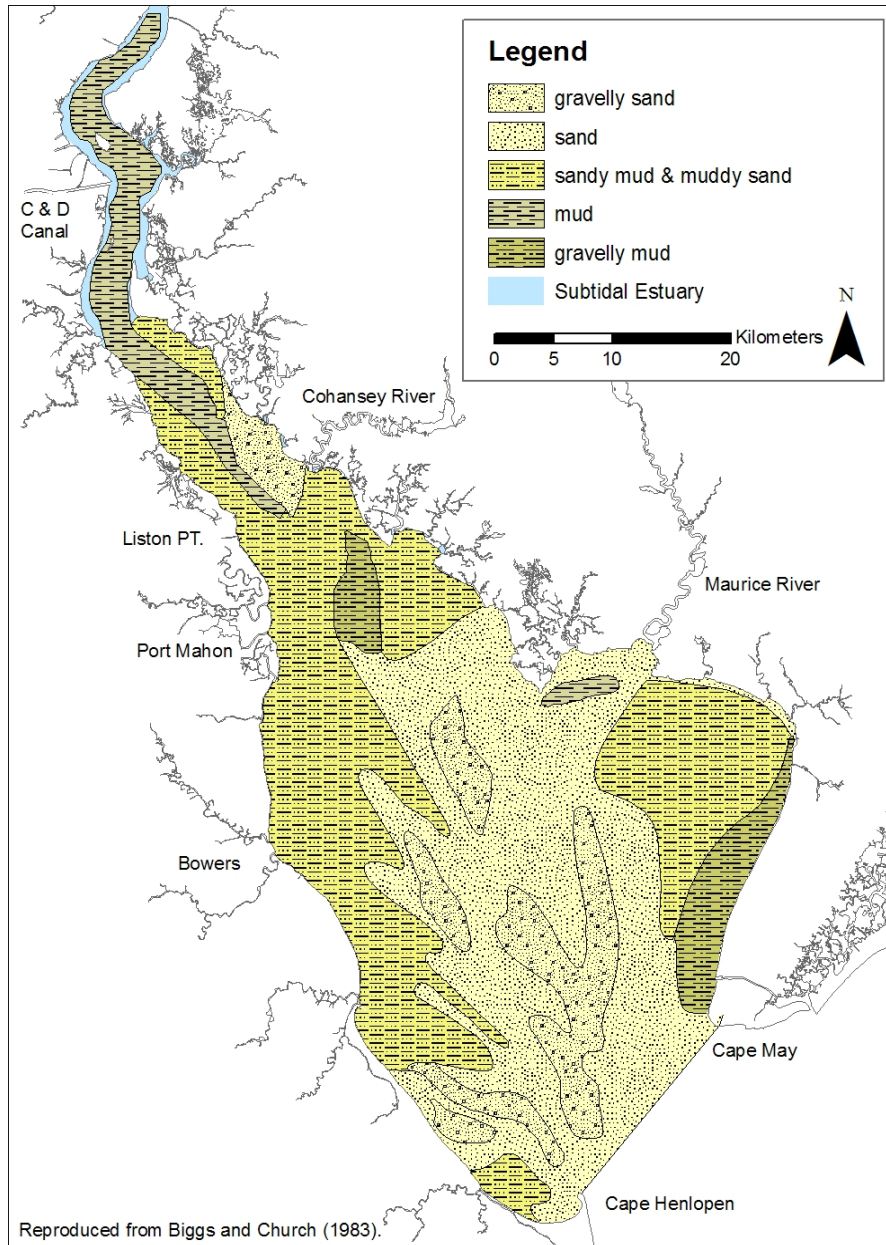 Legend
gravelly sand
sand
sandy mud & muddy sand
mud
gravelly mud
Subtidal Estuary
N
Kilometers
0 5 10 20
C & D
Canal
Cohansey River
Liston PT.
Maurice River
Port Mahon
Bowers
Cape May
Cape Henlopen
Reproduced from Biggs and Church (1983).